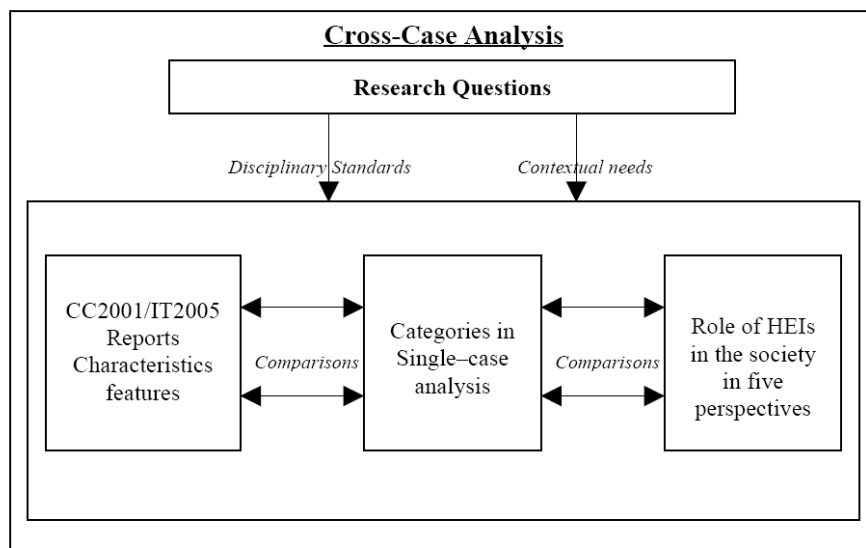 Cross-Case Analysis
Research Questions
Disciplinary Standards
Contextual needs
CC2001/IT2005
Reports
Characteristics
features
Comparisons
Categories in
Single–case
analysis
Comparisons
Role of HEIs
in the society
in five
perspectives